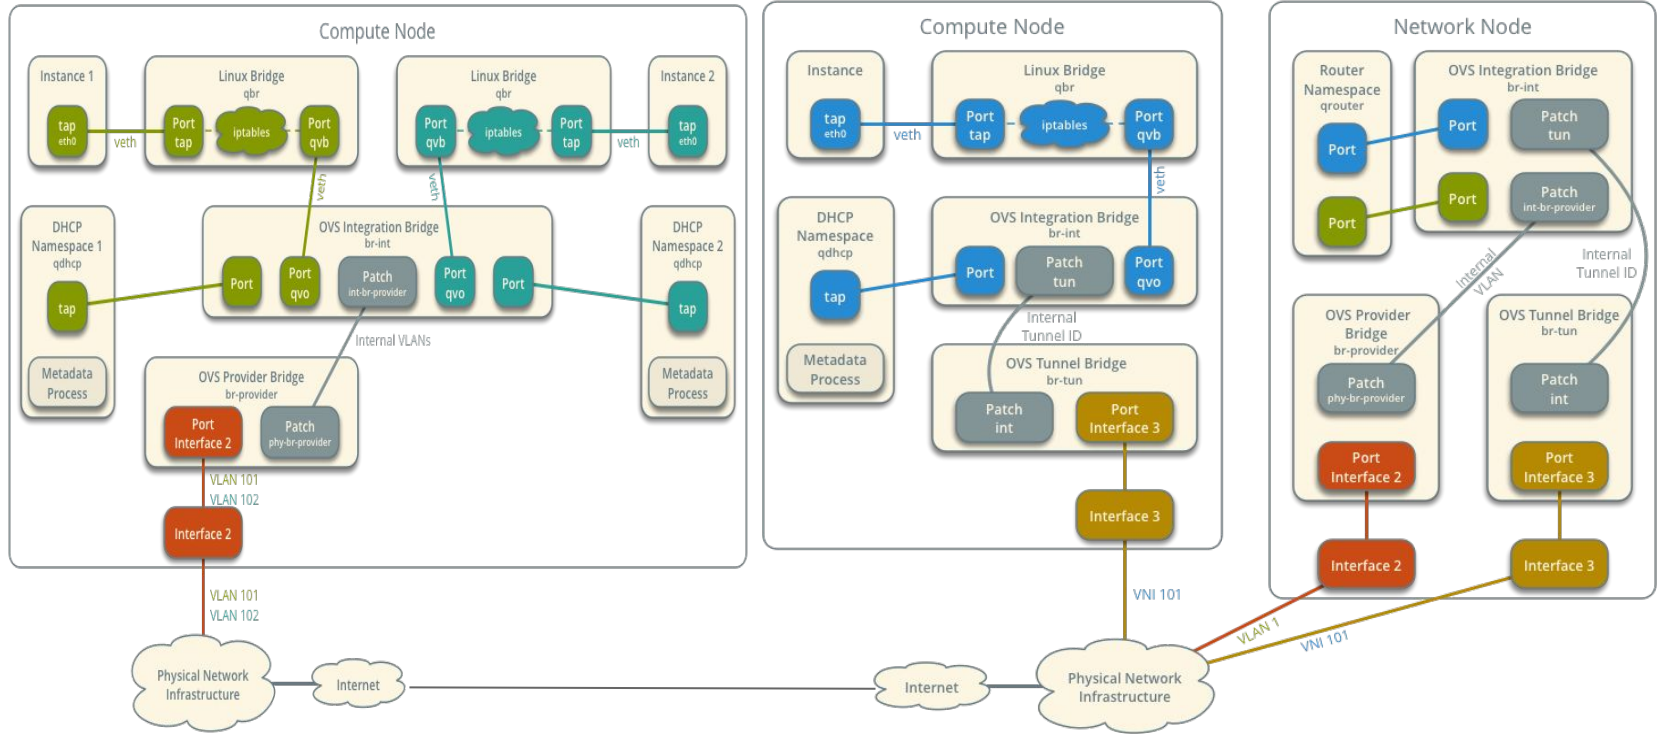 Compute Node
Instance 1
tap
eth0
veth
Linux Bridge
qbr
Port
tap
iptables
Port
qvb
veth
Linux Bridge
qbr
Port
qvb
iptables
Port
tap
veth
veth
Instance 2
tap
eth0
DHCP
Namespace 1
qdhcp
tap
Metadata
Process
OVS Integration Bridge
br-int
Port
Port
qvo
Patch
int-br-provider
Port
qvo
Port
DHCP
Namespace 2
qdhcp
tap
Metadata
Process
Internal VLANs
OVS Provider Bridge
br-provider
Port
Interface 2
Patch
phy-br-provider
VLAN 101
VLAN 102
Interface 2
VLAN 101
VLAN 102
Physical Network
Infrastructure
Internet
Compute Node
Instance
tap
eth0
veth
Linux Bridge
qbr
Port
tap
iptables
Port
qvb
veth
DHCP
Namespace
qdhcp
tap
Metadata
Process
OVS Integration Bridge
br-int
Port
Patch
tun
Port
qvo
Internal
Tunnel ID
OVS Tunnel Bridge
br-tun
Patch
int
Port
Interface 3
Interface 3
VNI 101
Internet
Physical Network
Infrastructure
Network Node
Router
Namespace
qrouter
Port
Port
OVS Integration Bridge
br-int
Port
Patch
tun
Port
Patch
int-br-provider
Internal
VLAN
Internal
Tunnel ID
OVS Provider
Bridge
br-provider
Patch
phy-br-provider
Port
Interface 2
OVS Tunnel Bridge
br-tun
Patch
int
Port
Interface 3
Interface 2
Interface 3
VLAN 1
VNI 101